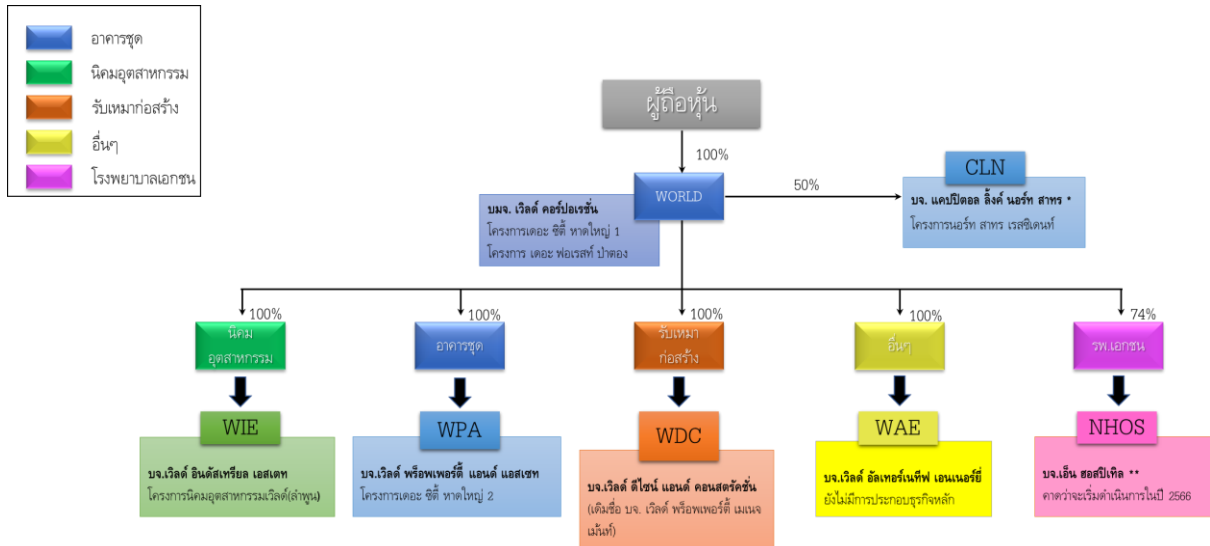 อาคารชุด
นิคมอุตสาหกรรม
รับเหมาก่อสร้าง
อื่นๆ
โรงพยาบาลเอกชน
ผู้ถือหุ้น
100%
WORLD
50%
CLN
บจ. แคปปิตอล ลิ้งค์ นอร์ท สาทร *
โครงการนอร์ท สาทร เรสซิเดนท์
บมจ. เวิลด์ คอร์ปอเรชั่น
โครงการเดอะ ซิตี้ หาดใหญ่ 1
โครงการ เดอะ ฟอเรสท์ ป่าตอง
100%
100%
100%
100%
74%
นิคม
อุตสาหกรรม
อาคารชุด
รับเหมา
ก่อสร้าง
อื่นๆ
รพ.เอกชน
WIE
บจ.เวิลด์ อินดัสเทรียล เอสเตท
โครงการนิคมอุตสาหกรรมเวิลด์(ลำพูน)
WPA
บจ.เวิลด์ พร็อพเพอร์ตี้ แอนด์ แอสเซท
โครงการเดอะ ซิตี้ หาดใหญ่ 2
WDC
บจ.เวิลด์ ดีไซน์ แอนด์ คอนสตรัคชั่น
(เดิมชื่อ บจ. เวิลด์ พร็อพเพอร์ตี้ เมเนจ
เม้นท์)
WAE
บจ.เวิลด์ อัลเทอร์เนทีฟ เอนเนอร์ยี่
ยังไม่มีการประกอบธุรกิจหลัก
NHOS
บจ.เอ็น ฮอสปิเทิล **
คาดว่าจะเริ่มดำเนินการในปี 2566